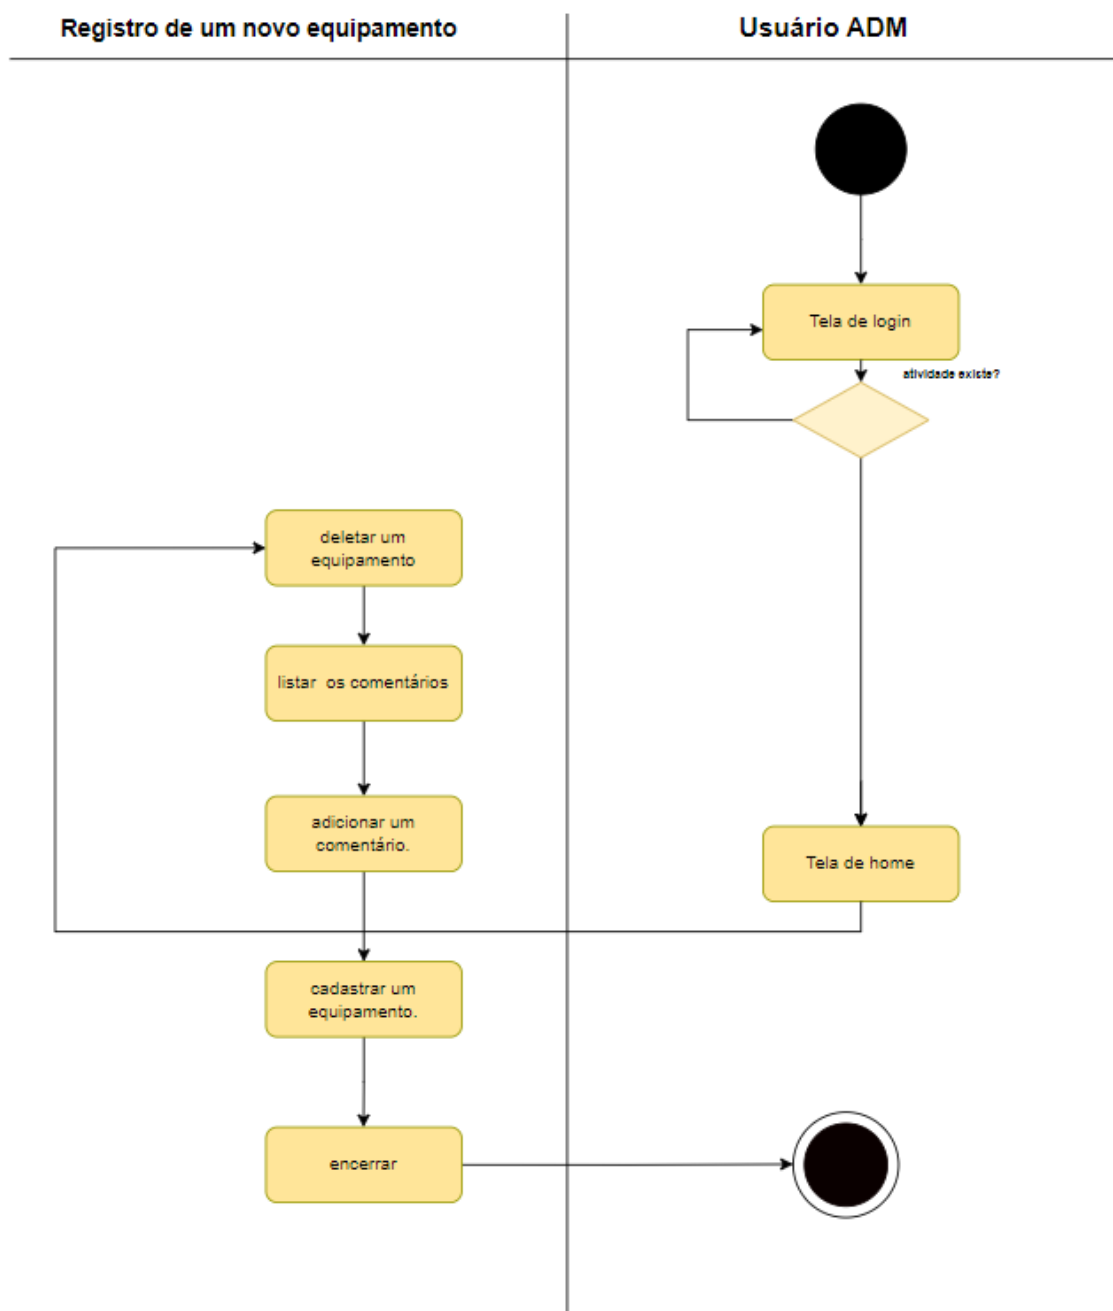 Registro de um novo equipamento
Usuário ADM
Tela de login
atividade existe?
deletar um
equipamento
listar os comentários
adicionar um
comentário.
Tela de home
cadastrar um
equipamento.
encerrar